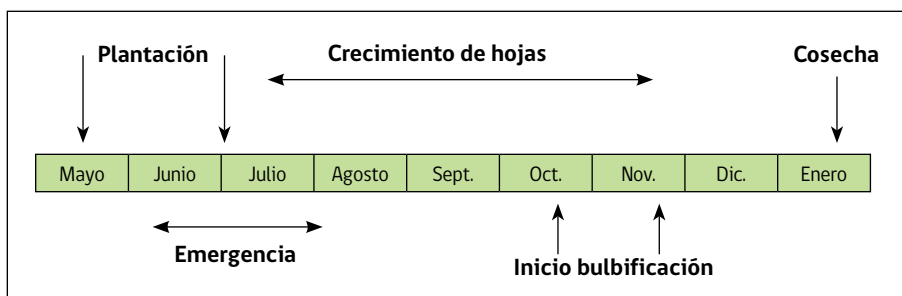 Plantación
Crecimiento de hojas
Cosecha
Mayo Junio Julio Agosto Sept. Oct. Nov. Dic. Enero
Emergencia
Inicio bulbificación